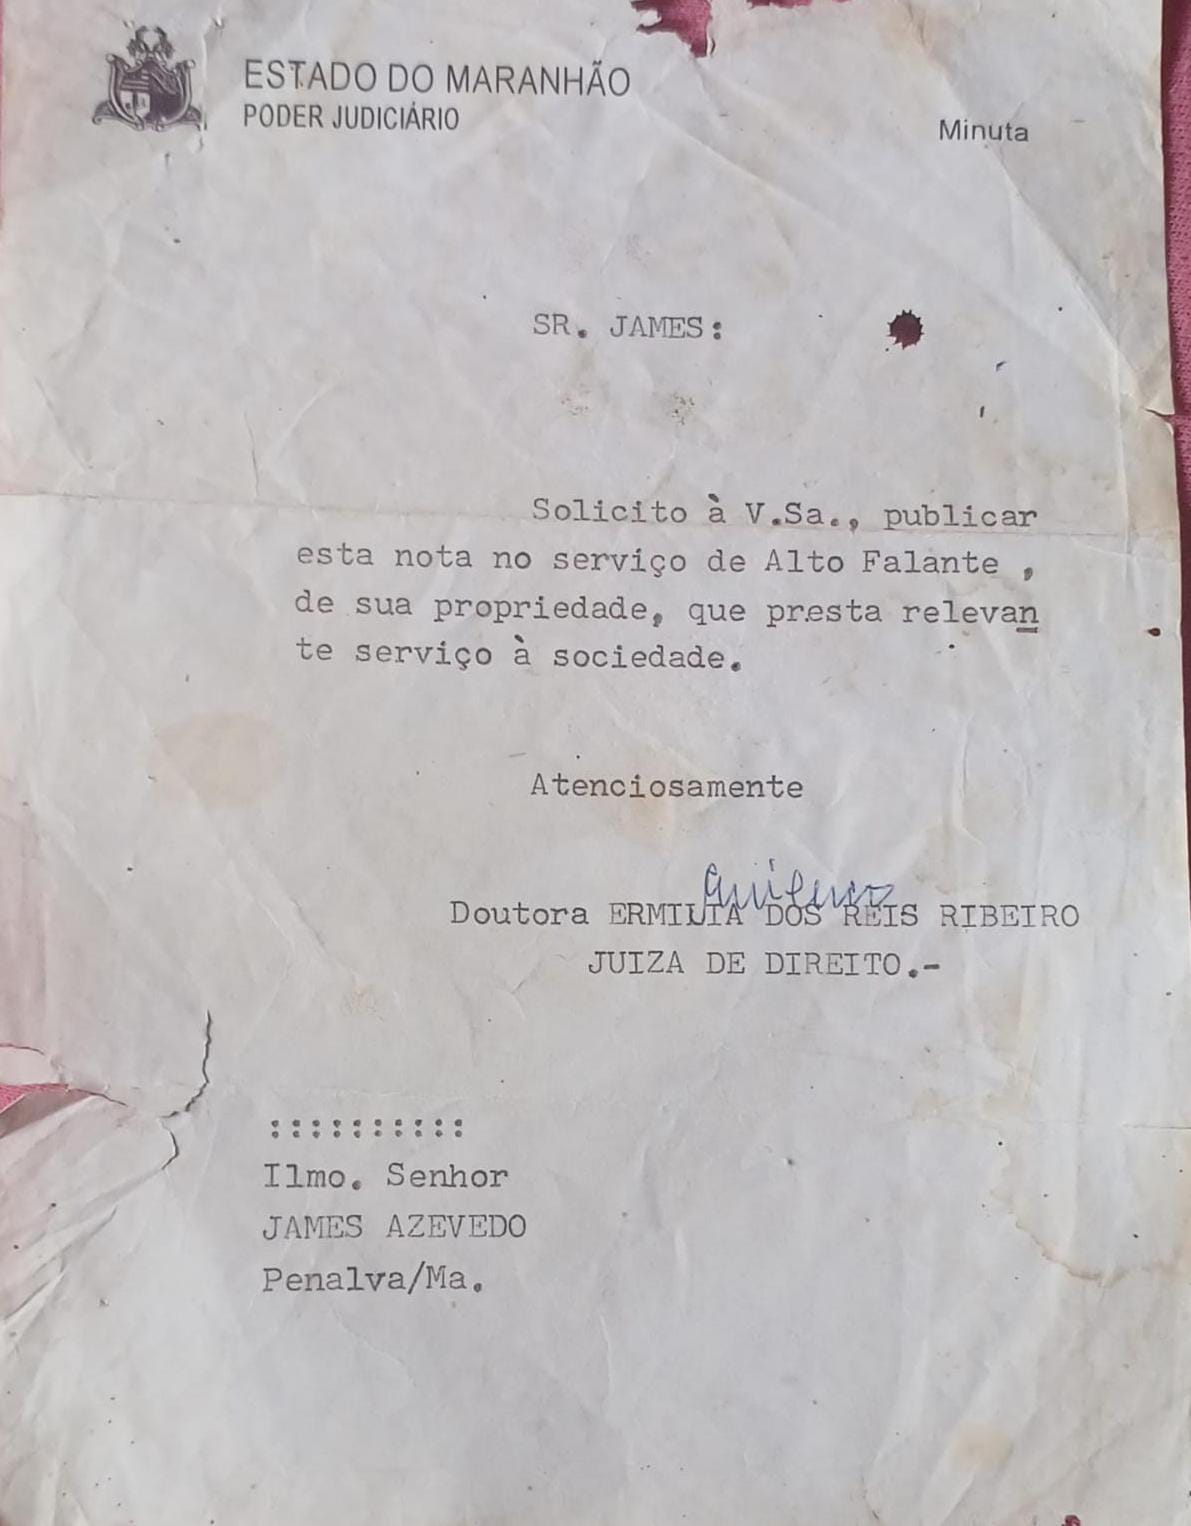 ESTADO DO MARANHÃO
PODER JUDICIÁRIO
Minuta
SR. JAMES:
Solicito à V.Sa., publicar
esta nota no serviço de Alto Falante ,
de sua propriedade, que presta relevan
te serviço à sociedade.
Atenciosamente
Doutora ERMILIA DOS REIS RIBEIRO
JUIZA DE DIREITO.-
::::::::::
Ilmo. Senhor
JAMES AZEVEDO
Penalva/Ma.